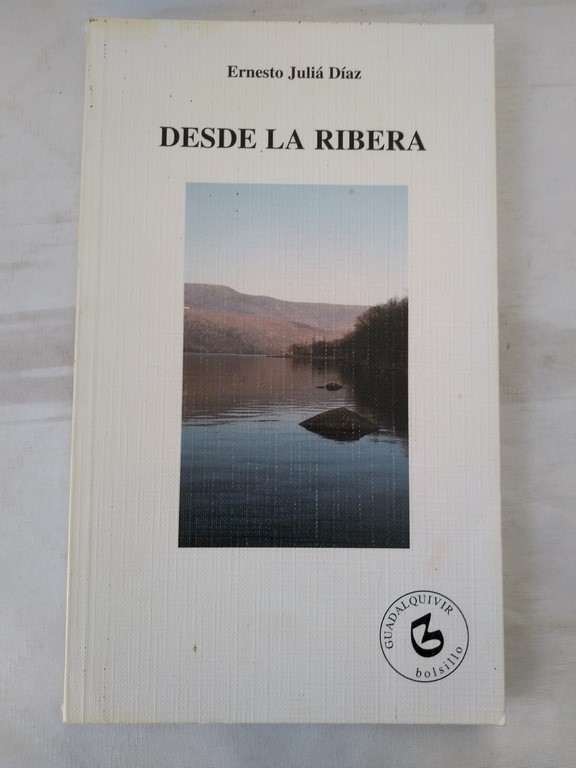 Ernesto Juliá Díaz
DESDE LA RIBERA
GUADALQUIVIR
bolsillo